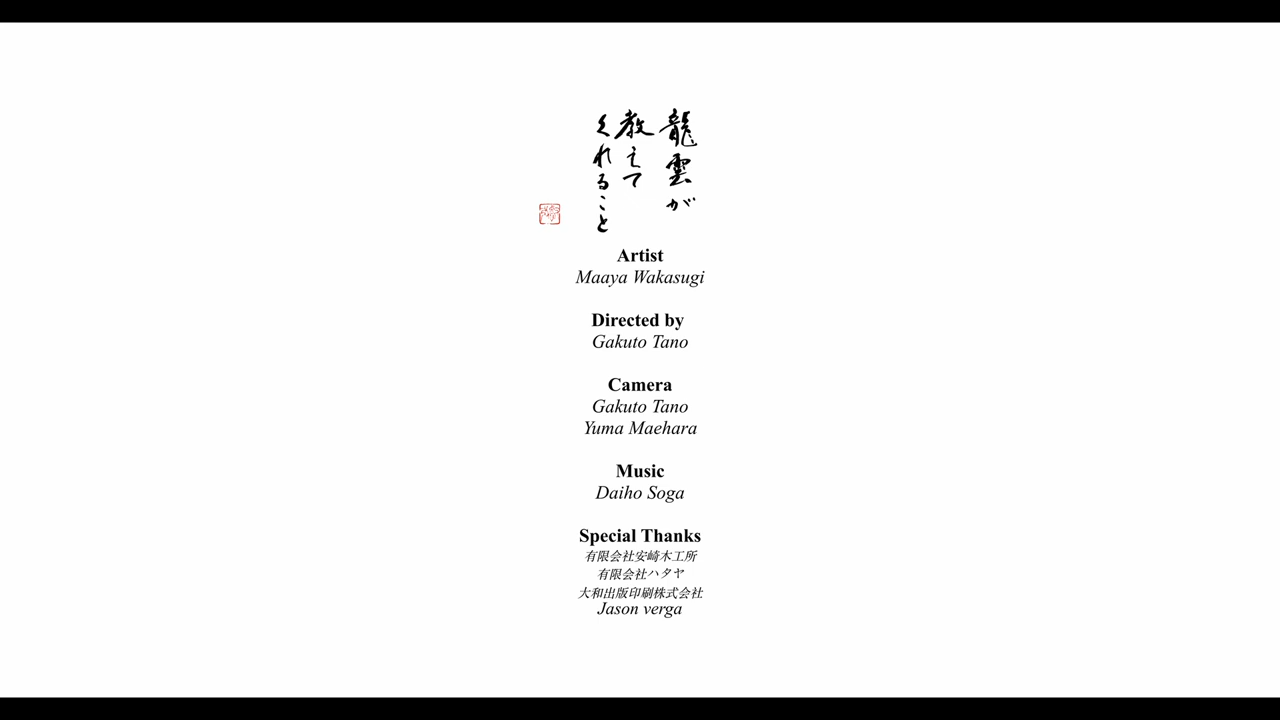 龍雲が
教えて
くれること
Artist
Maaya Wakasugi
Directed by
Gakuto Tano
Camera
Gakuto Tano
Yuma Maehara
Music
Daiho Soga
Special Thanks
有限会社安崎木工所
有限会社ハタヤ
大和出版印刷株式会社
Jason verga